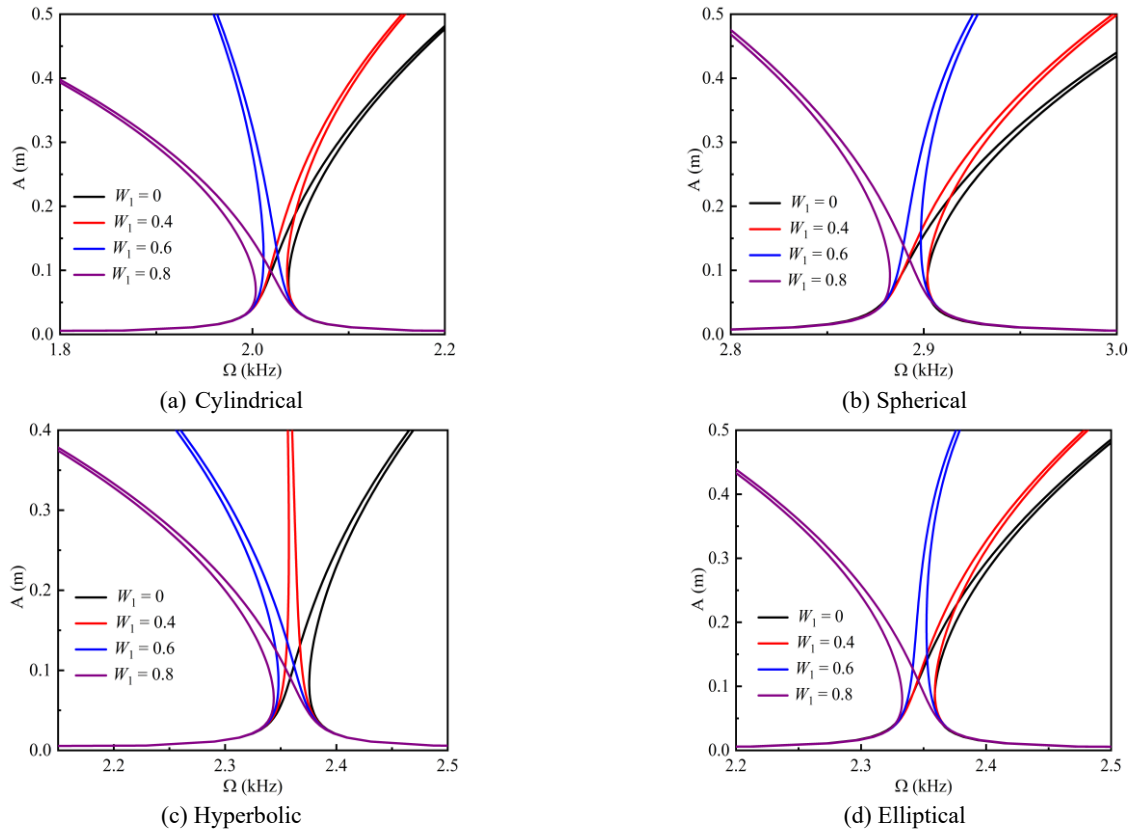 0.5
0.4
0.3
0.2
0.1
0.0
A (m)
W1 = 0
W1 = 0.4
W1 = 0.6
W1 = 0.8
1.8 2.0 2.2
Ω (kHz)
(a) Cylindrical
0.5
0.4
0.3
0.2
0.1
0.0
A (m)
W1 = 0
W1 = 0.4
W1 = 0.6
W1 = 0.8
2.8 2.9 3.0
Ω (kHz)
(b) Spherical
0.4
0.3
0.2
0.1
0.0
A (m)
W1 = 0
W1 = 0.4
W1 = 0.6
W1 = 0.8
2.2 2.3 2.4 2.5
Ω (kHz)
(c) Hyperbolic
0.5
0.4
0.3
0.2
0.1
0.0
A (m)
W1 = 0
W1 = 0.4
W1 = 0.6
W1 = 0.8
2.2 2.3 2.4 2.5
Ω (kHz)
(d) Elliptical